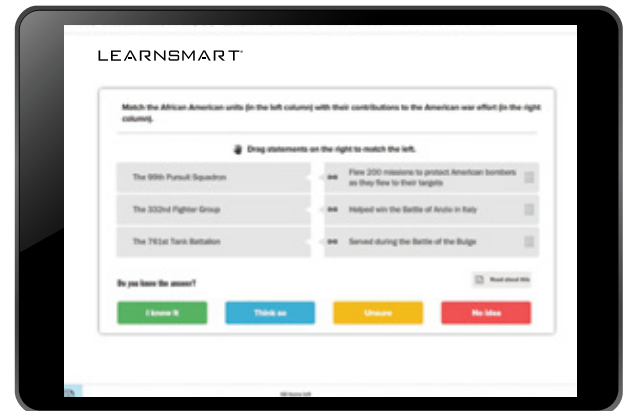 LEARNSMART
Match the African American units (in the left column) with their contributions to the American war effort (in the right
column).
Drag statements on the right to match the left.
The 99th Pursuit Squadron
Flew 200 missions to protect American bombers
as they flew to their targets
The 332nd Fighter Group
Helped win the Battle of Anzio in Italy
The 761st Tank Battalion
Served during the Battle of the Bulge
Do you know the answer?
Read about this
I know it
Think so
Unsure
No idea